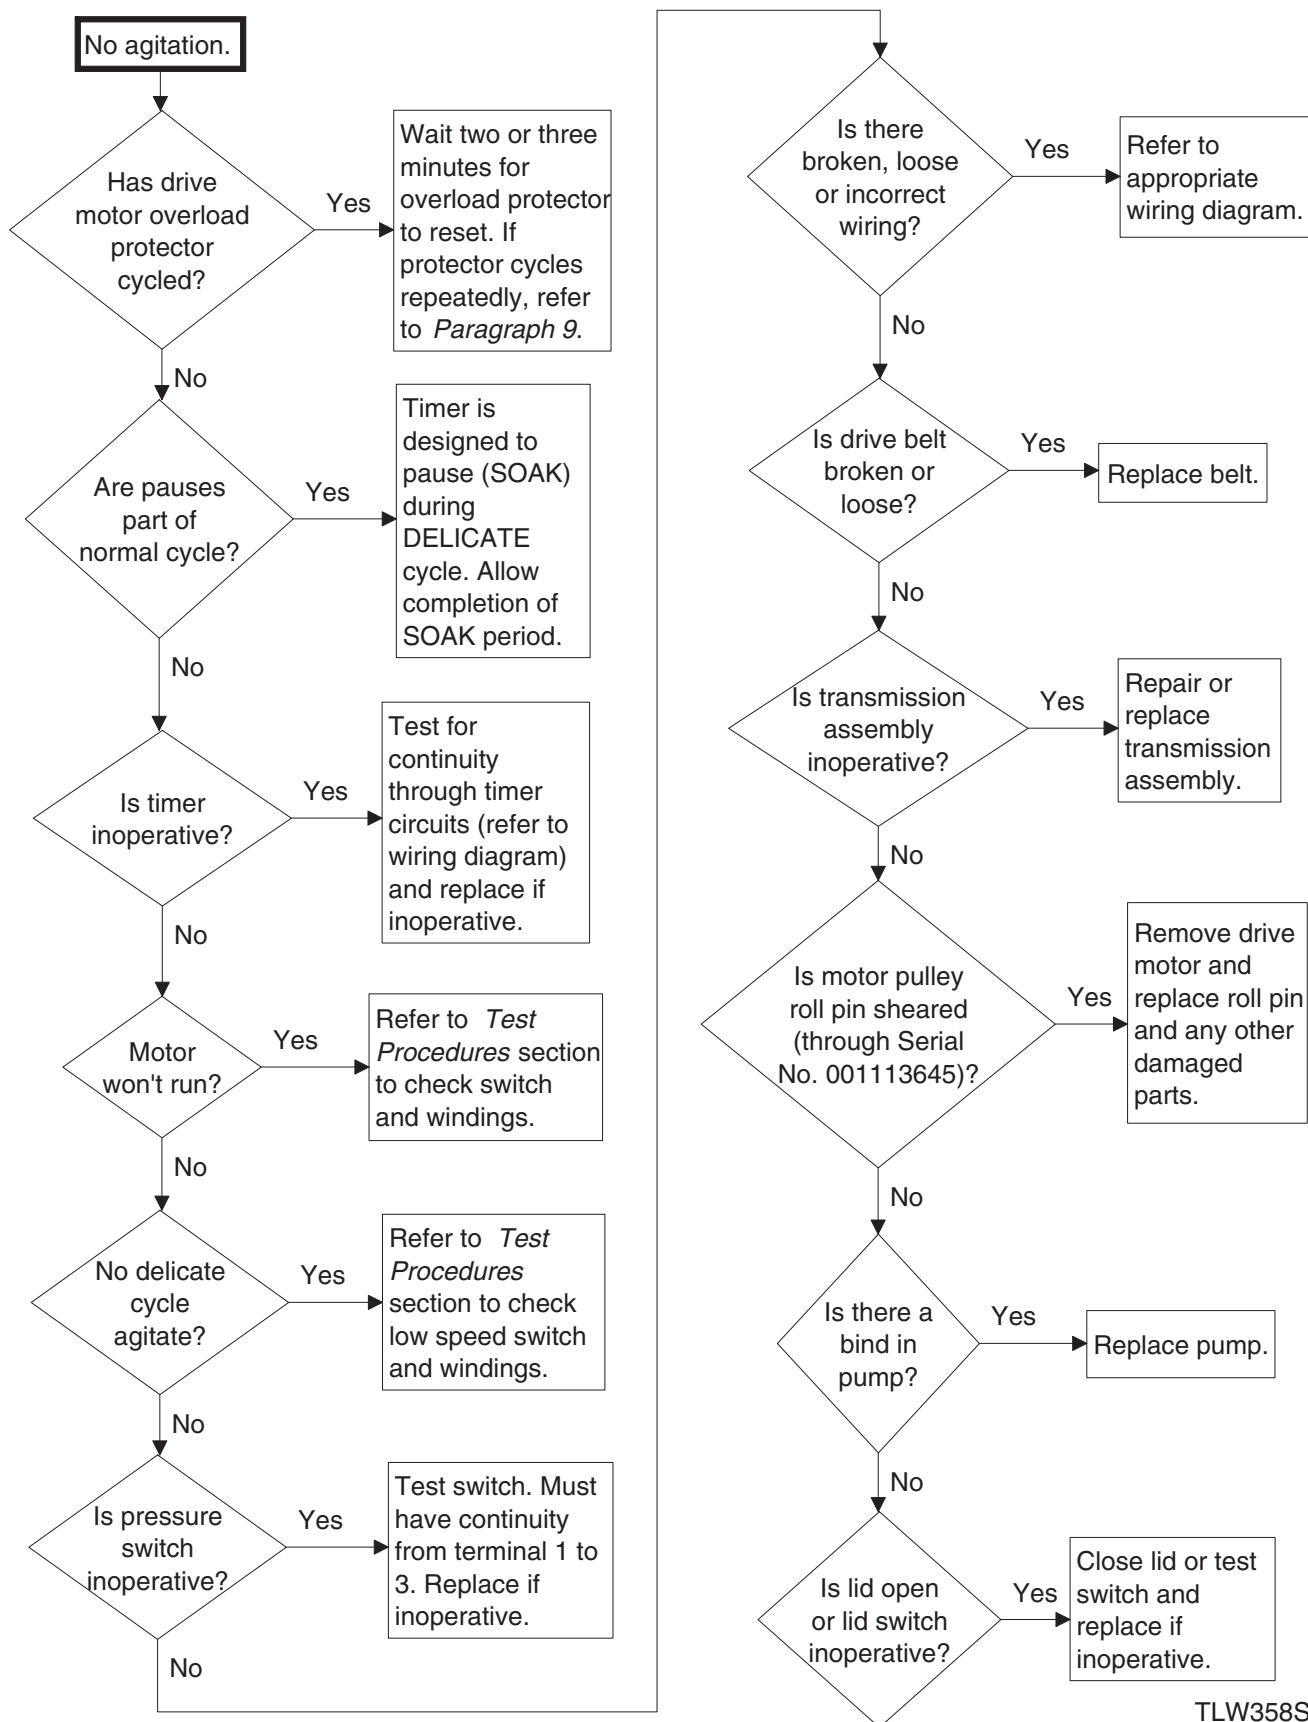 No agitation.
Has drive
motor overload
protector
cycled?
Yes
Wait two or three
minutes for
overload protector
to reset. If
protector cycles
repeatedly, refer
to Paragraph 9.
No
Are pauses
part of
normal cycle?
Yes
Timer is
designed to
pause (SOAK)
during
DELICATE
cycle. Allow
completion of
SOAK period.
No
Is timer
inoperative?
Yes
Test for
continuity
through timer
circuits (refer to
wiring diagram)
and replace if
inoperative.
No
Motor
won't run?
Yes
Refer to Test
Procedures section
to check switch
and windings.
No
No delicate
cycle
agitate?
Yes
Refer to Test
Procedures
section to check
low speed switch
and windings.
No
Is pressure
switch
inoperative?
Yes
Test switch. Must
have continuity
from terminal 1 to
3. Replace if
inoperative.
No
Is there
broken, loose
or incorrect
wiring?
Yes
Refer to
appropriate
wiring diagram.
No
Is drive belt
broken or
loose?
Yes
Replace belt.
No
Is transmission
assembly
inoperative?
Yes
Repair or
replace
transmission
assembly.
No
Is motor pulley
roll pin sheared
(through Serial
No. 001113645)?
Yes
Remove drive
motor and
replace roll pin
and any other
damaged
parts.
No
Is there a
bind in
pump?
Yes
Replace pump.
No
Is lid open
or lid switch
inoperative?
Yes
Close lid or test
switch and
replace if
inoperative.
TLW358S